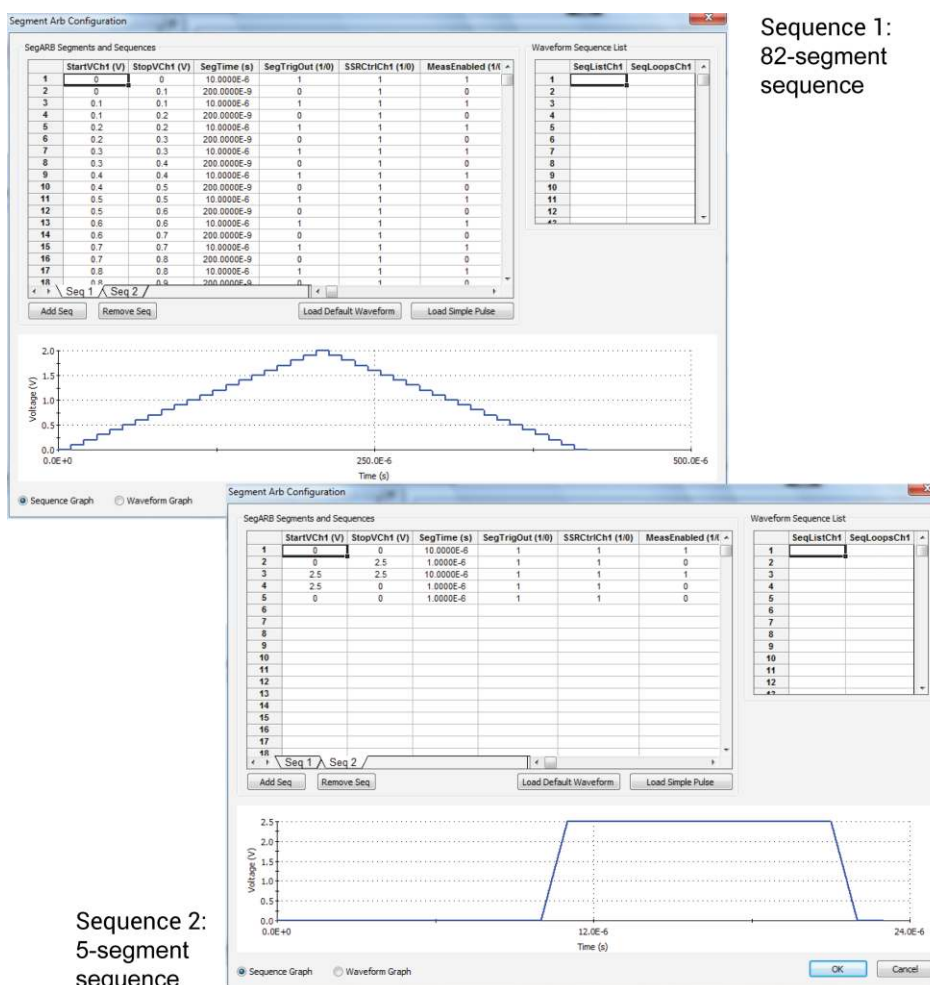 Segment Arb Configuration
Sequence 1:
82-segment
sequence
SegARB Segments and Sequences
Waveform Sequence List
StartVCh1 (V) StopVCh1 (V) SegTime (s) SegTrigOut (1/0) SSRCtrlCh1 (1/0) MeasEnabled (1/(
SeqListCh1 SeqLoopsCh1
1 0 0 10.0000E-6 1 1 1
2 0 0.1 200.0000E-9 0 1 0
3 0.1 0.1 10.0000E-6 1 1 1
4 0.1 0.2 200.0000E-9 0 1 0
5 0.2 0.2 10.0000E-6 1 1 1
6 0.2 0.3 200.0000E-9 0 1 0
7 0.3 0.3 10.0000E-6 1 1 1
8 0.3 0.4 200.0000E-9 0 1 0
9 0.4 0.4 10.0000E-6 1 1 1
10 0.4 0.5 200.0000E-9 0 1 0
11 0.5 0.5 10.0000E-6 1 1 1
12 0.5 0.6 200.0000E-9 0 1 0
13 0.6 0.6 10.0000E-6 1 1 1
14 0.6 0.7 200.0000E-9 0 1 0
15 0.7 0.7 10.0000E-6 1 1 1
16 0.7 0.8 200.0000E-9 0 1 0
17 0.8 0.8 10.0000E-6 1 1 1
18 0.8 0.9 200.0000E-9 0 1 0
1
2
3
4
5
6
7
8
9
10
11
12
Seq 1 Seq 2
Add Seq Remove Seq Load Default Waveform Load Simple Pulse
2.0
1.5
1.0
0.5
0.0
Voltage (V)
0.0E+0 250.0E-6 500.0E-6
Time (s)
Sequence Graph Waveform Graph
Segment Arb Configuration
SegARB Segments and Sequences
Waveform Sequence List
StartVCh1 (V) StopVCh1 (V) SegTime (s) SegTrigOut (1/0) SSRCtrlCh1 (1/0) MeasEnabled (1/(
SeqListCh1 SeqLoopsCh1
1 0 0 10.0000E-6 1 1 1
2 0 2.5 1.0000E-6 1 1 0
3 2.5 2.5 10.0000E-6 1 1 1
4 2.5 0 1.0000E-6 1 1 0
5 0 0 1.0000E-6 1 1 0
6
7
8
9
10
11
12
13
14
15
16
17
18
1
2
3
4
5
6
7
8
9
10
11
12
Seq 1 Seq 2
Add Seq Remove Seq Load Default Waveform Load Simple Pulse
2.5
2.0
1.5
1.0
0.5
0.0
Voltage (V)
0.0E+0 12.0E-6 24.0E-6
Time (s)
Sequence Graph Waveform Graph
OK Cancel
Sequence 2:
5-segment
sequence